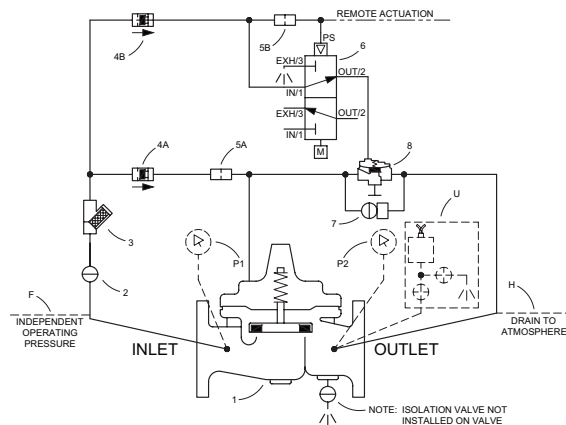 REMOTE ACTUATION
4B
5B
PS
6
EXH/3
OUT/2
IN/1
EXH/3
OUT/2
IN/1
M
4A
5A
8
U
3
P1
7
P2
F
2
H
INDEPENDENT
OPERATING
PRESSURE
DRAIN TO
ATMOSPHERE
INLET
OUTLET
1
NOTE: ISOLATION VALVE NOT
INSTALLED ON VALVE